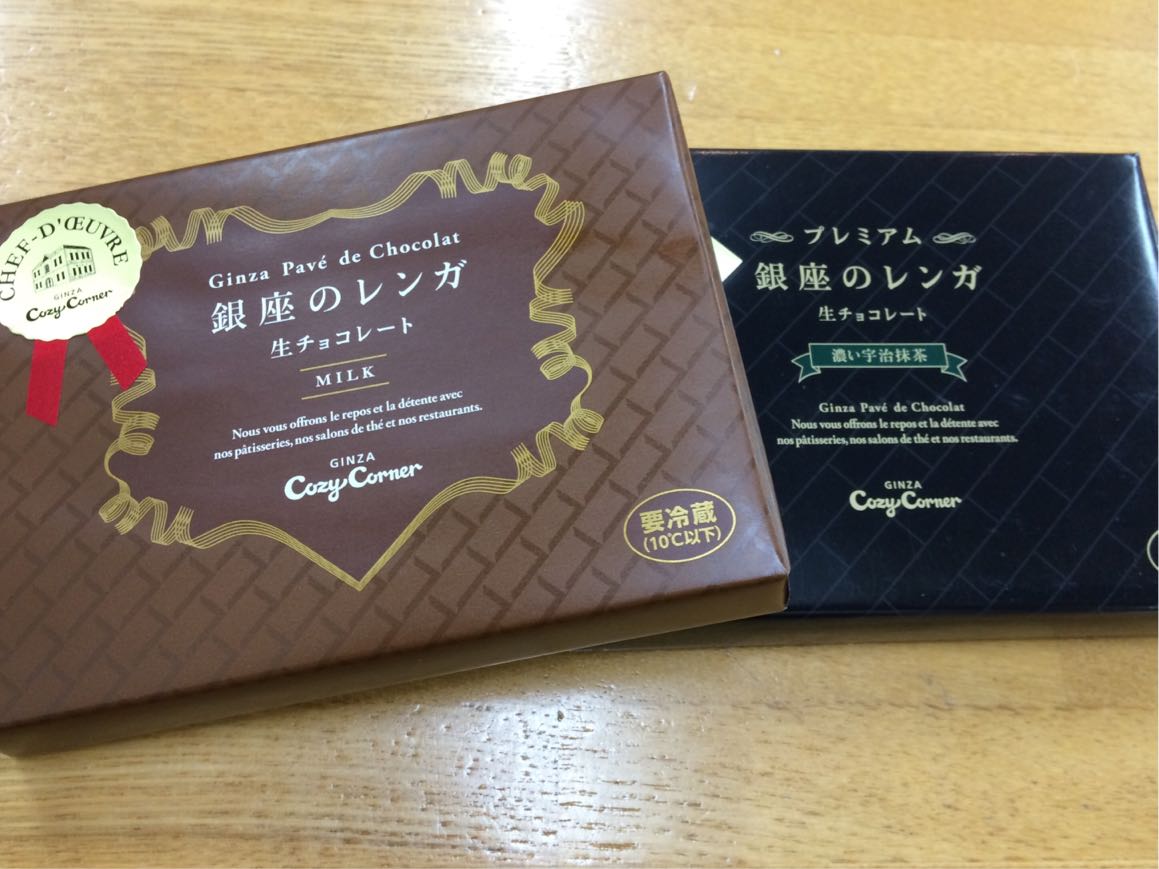 CHEF-D'ŒUVRE
GINZA
Cozy Corner
Ginza Pavé de Chocolat
銀座のレンガ
生チョコレート
MILK
Nous vous offrons le repos et la détente avec
nos pâtisseries, nos salons de thé et nos restaurants.
GINZA
Cozy Corner
要冷蔵
(10℃以下)
プレミアム
銀座のレンガ
生チョコレート
濃い宇治抹茶
Ginza Pavé de Chocolat
Nous vous offrons le repos et la détente avec
nos pâtisseries, nos salons de thé et nos restaurants.
GINZA
Cozy Corner